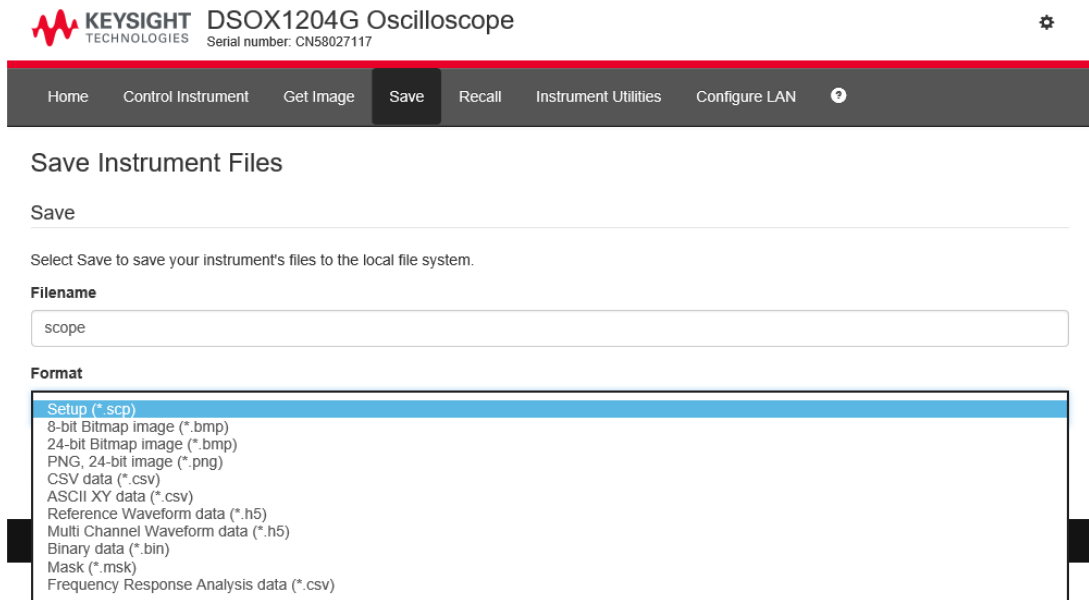 KEYSIGHT TECHNOLOGIES
DSOX1204G Oscilloscope
Serial number: CN58027117
Home Control Instrument Get Image Save Recall Instrument Utilities Configure LAN ?
Save Instrument Files
Save
Select Save to save your instrument's files to the local file system.
Filename
scope
Format
Setup (*.scp)
8-bit Bitmap image (*.bmp)
24-bit Bitmap image (*.bmp)
PNG, 24-bit image (*.png)
CSV data (*.csv)
ASCII XY data (*.csv)
Reference Waveform data (*.h5)
Multi Channel Waveform data (*.h5)
Binary data (*.bin)
Mask (*.msk)
Frequency Response Analysis data (*.csv)